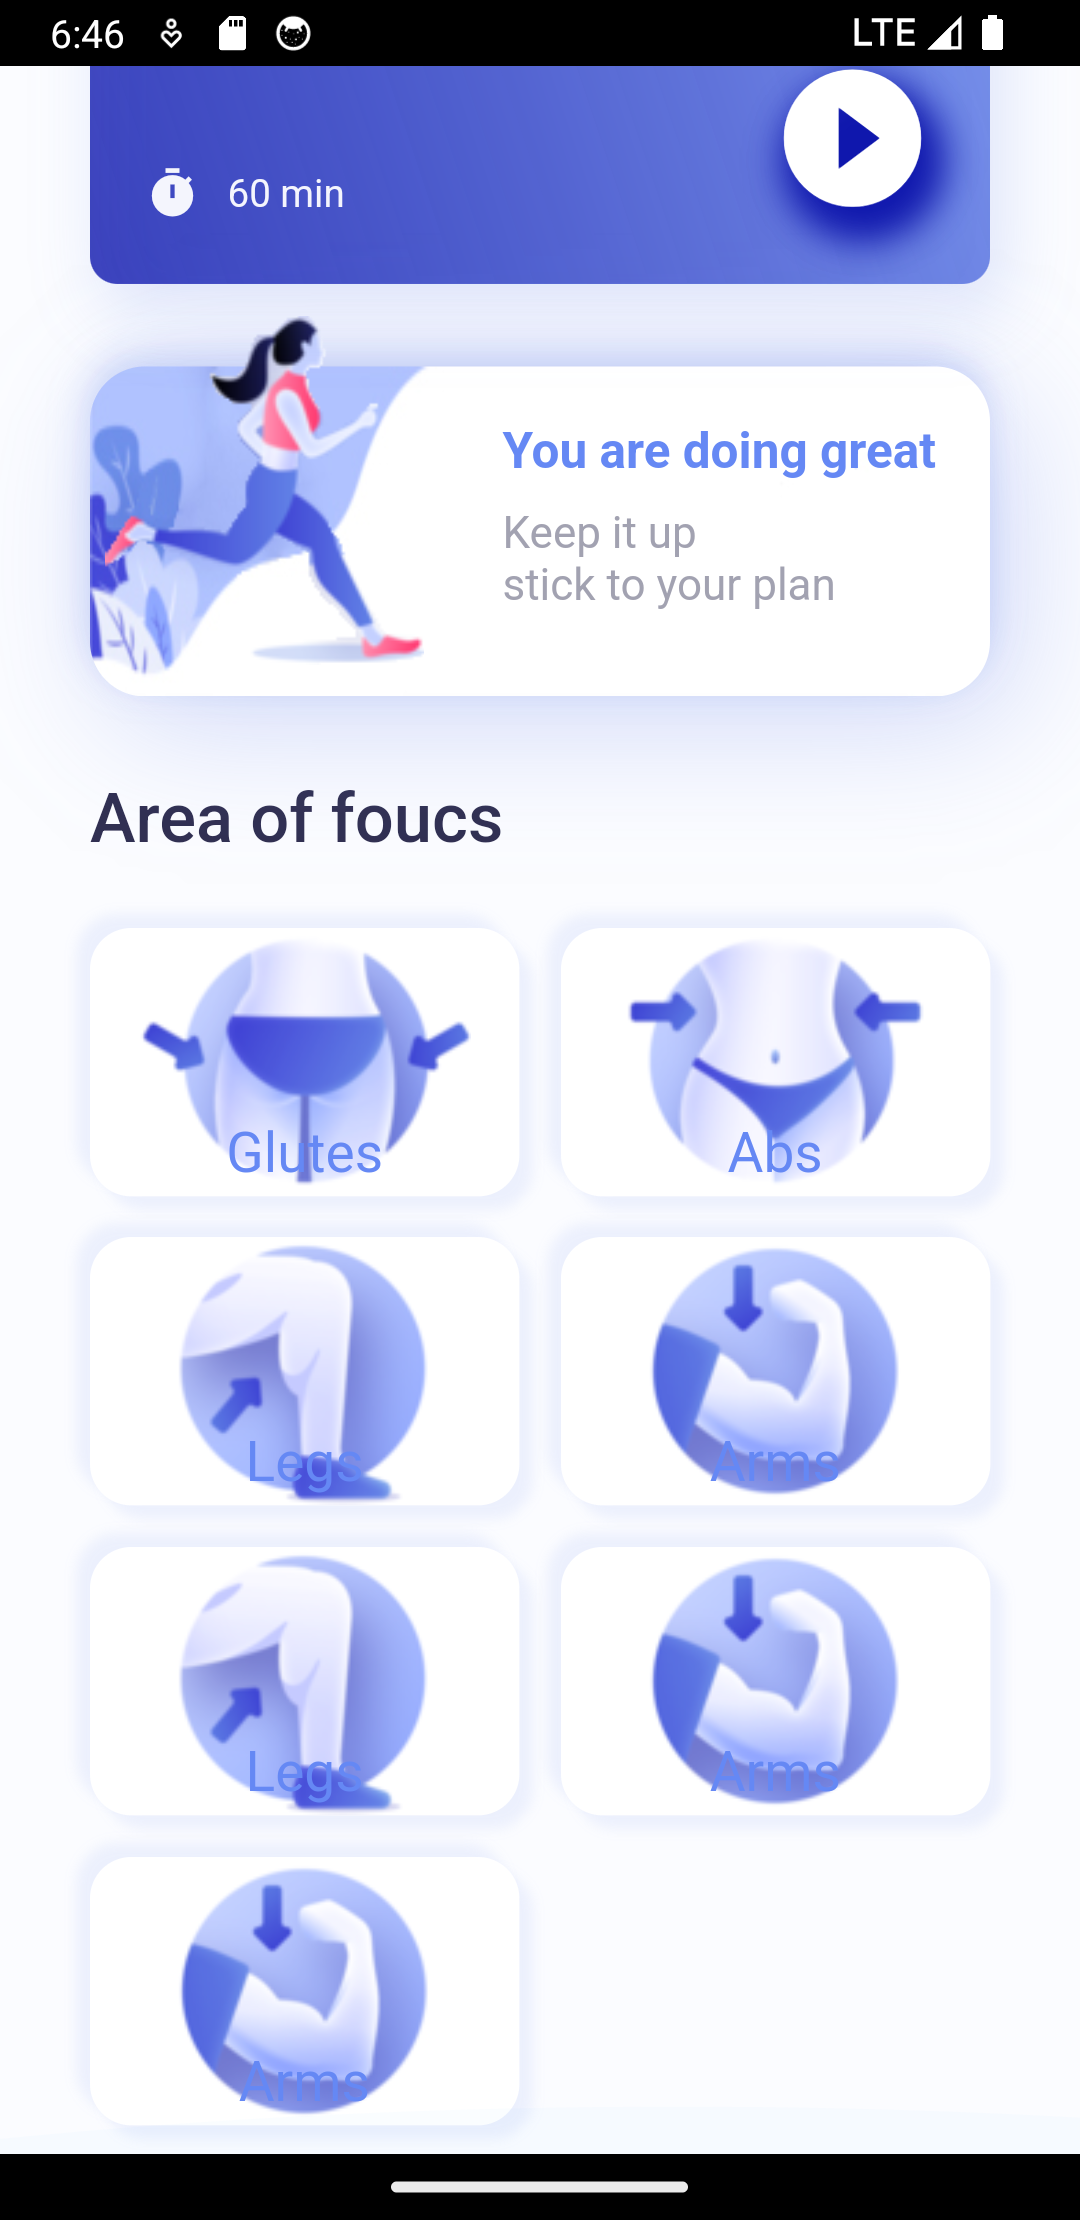 6:46
LTE
60 min
You are doing great
Keep it up
stick to your plan
Area of foucs
Glutes
Abs
Legs
Arms
Legs
Arms
Arms